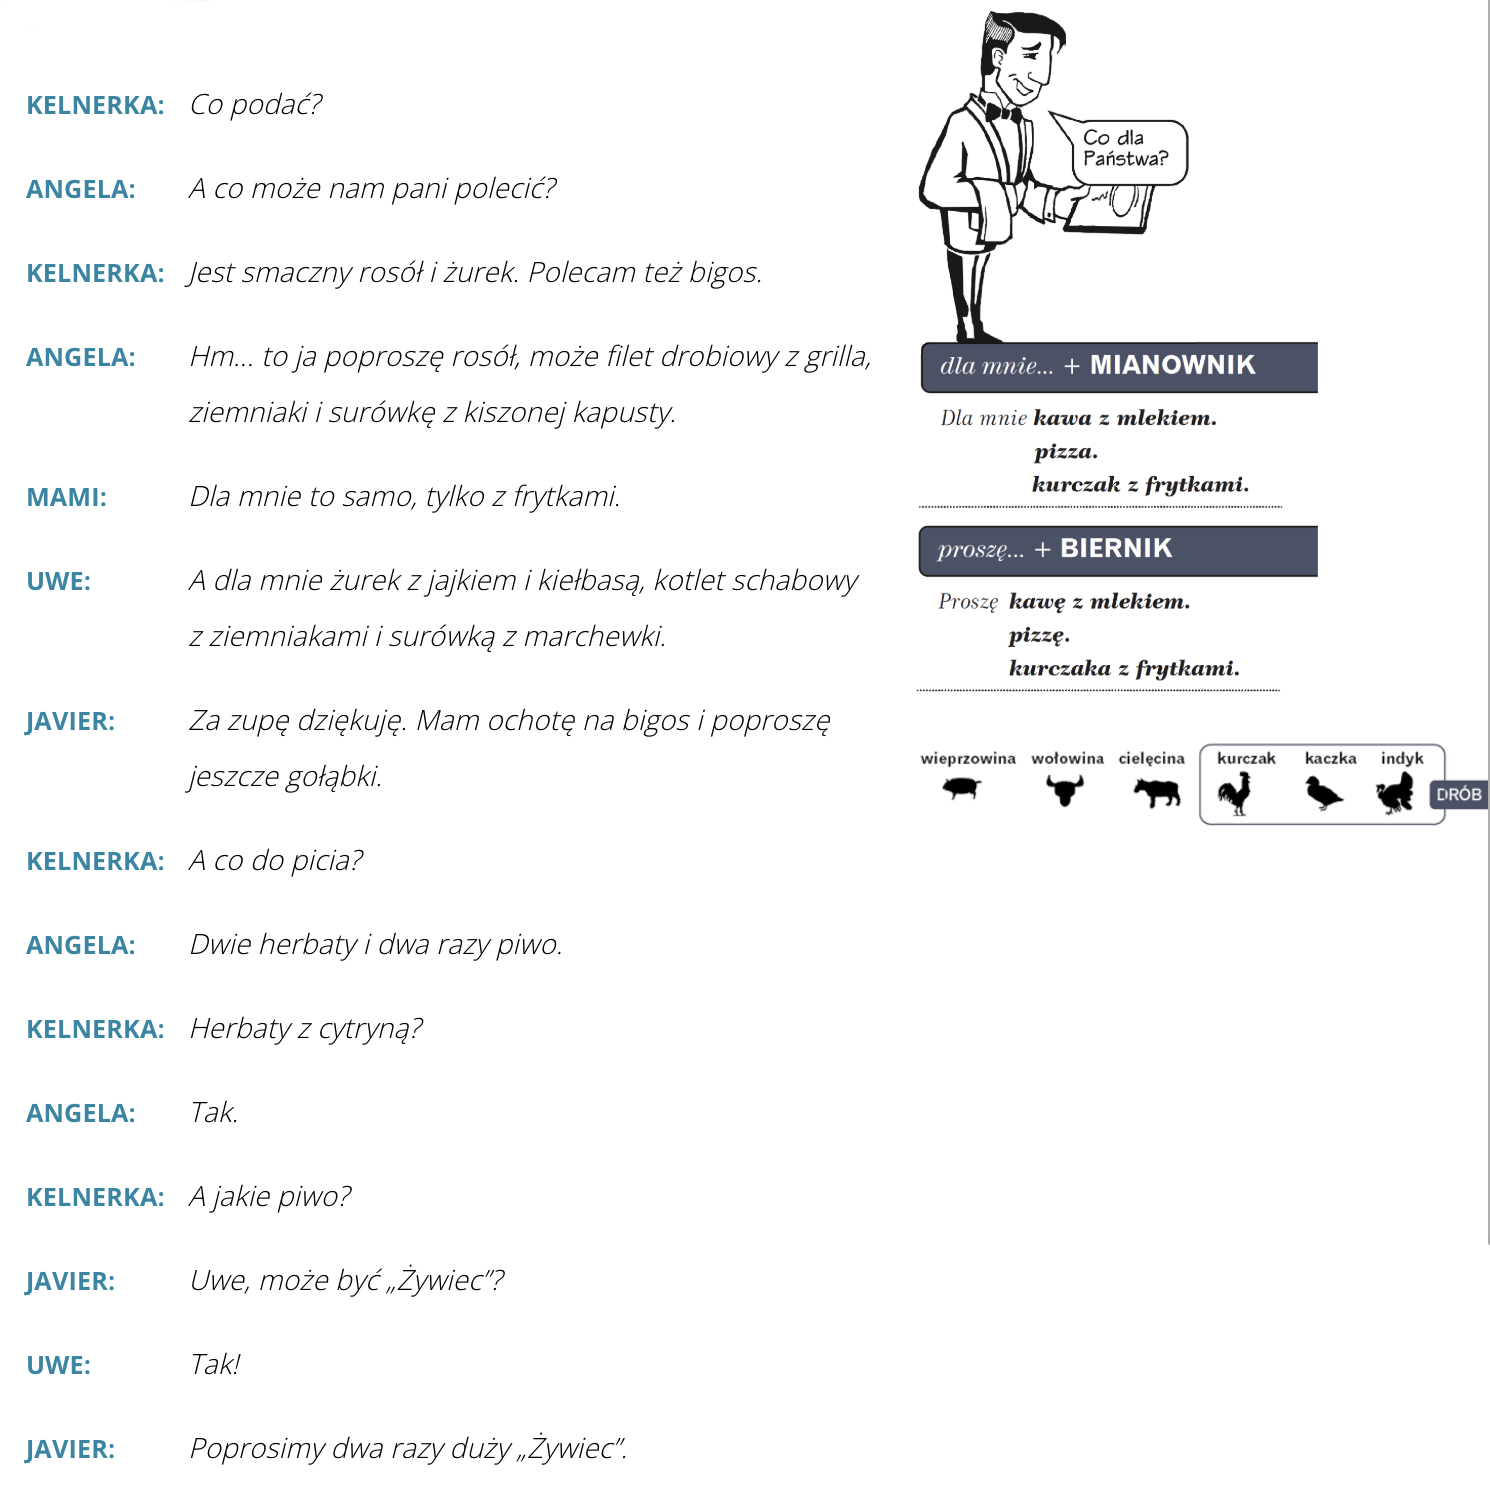 KELNERKA: Co podać?
ANGELA: A co może nam pani polecić?
KELNERKA: Jest smaczny rosół i żurek. Polecam też bigos.
ANGELA: Hm... to ja poproszę rosół, może filet drobiowy z grilla,
ziemniaki i surówkę z kiszonej kapusty.
MAMI: Dla mnie to samo, tylko z frytkami.
UWE: A dla mnie żurek z jajkiem i kiełbasą, kotlet schabowy
z ziemniakami i surówką z marchewki.
JAVIER: Za zupę dziękuję. Mam ochotę na bigos i poproszę
jeszcze gołąbki.
KELNERKA: A co do picia?
ANGELA: Dwie herbaty i dwa razy piwo.
KELNERKA: Herbaty z cytryną?
ANGELA: Tak.
KELNERKA: A jakie piwo?
JAVIER: Uwe, może być „Żywiec”?
UWE: Tak!
JAVIER: Poprosimy dwa razy duży „Żywiec”.
Co dla
Państwa?
dla mnie... + MIANOWNIK
Dla mnie kawa z mlekiem.
pizza.
kurczak z frytkami.
proszę... + BIERNIK
Proszę kawę z mlekiem.
pizzę.
kurczaka z frytkami.
wieprzowina wołowina cielęcina kurczak kaczka indyk
DRÓB